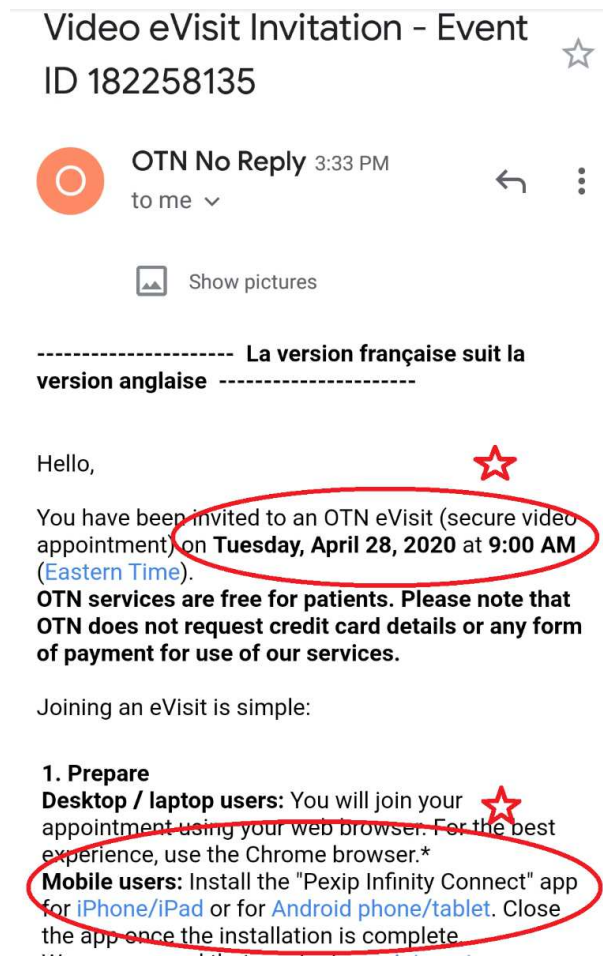 Video eVisit Invitation - Event
ID 182258135
O
OTN No Reply 3:33 PM
to me
Show pictures
---------------------- La version française suit la
version anglaise ----------------------
Hello,
You have been invited to an OTN eVisit (secure video
appointment) on Tuesday, April 28, 2020 at 9:00 AM
(Eastern Time).
OTN services are free for patients. Please note that
OTN does not request credit card details or any form
of payment for use of our services.
Joining an eVisit is simple:
1. Prepare
Desktop / laptop users: You will join your
appointment using your web browser. For the best
experience, use the Chrome browser.*
Mobile users: Install the "Pexip Infinity Connect" app
for iPhone/iPad or for Android phone/tablet. Close
the app once the installation is complete.